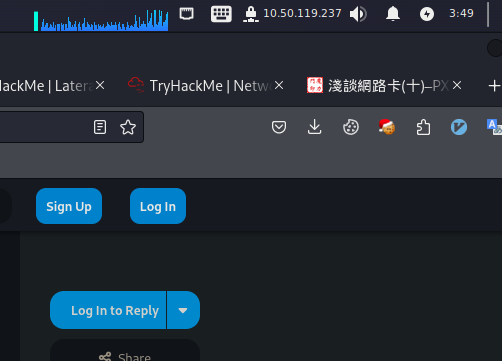 10.50.119.237 3:49
HackMe | Latera TryHackMe | Netw 淺談網路卡(十)–PX
Sign Up Log In
Log In to Reply
Share